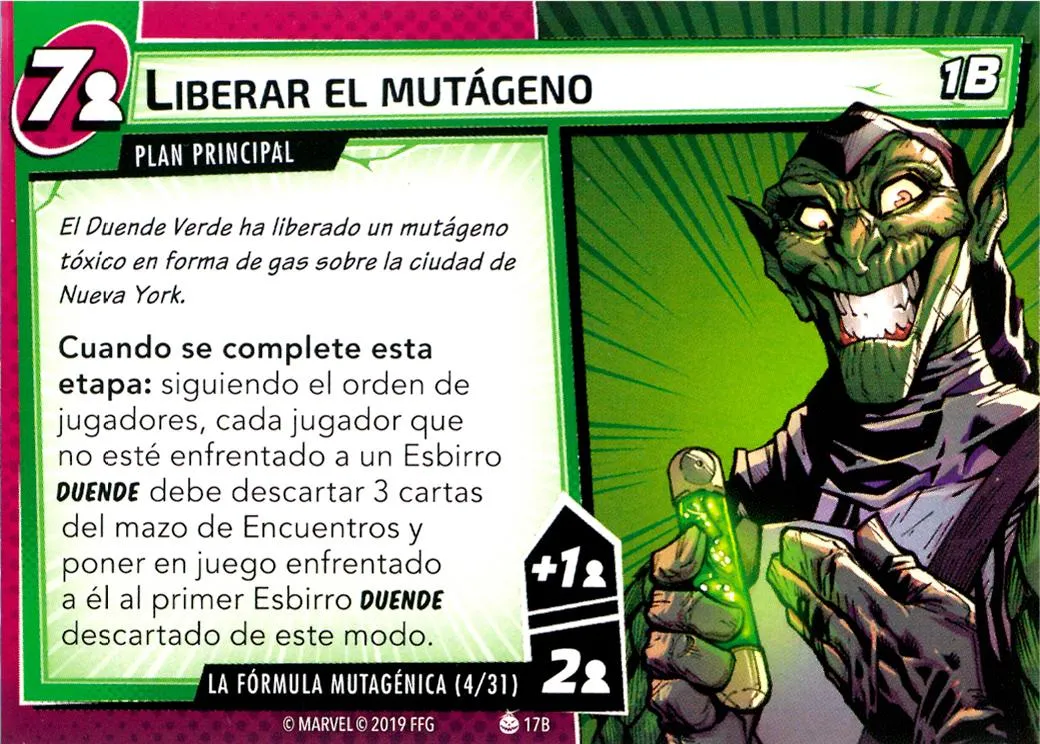 7
LIBERAR EL MUTÁGENO
1B
PLAN PRINCIPAL
El Duende Verde ha liberado un mutágeno
tóxico en forma de gas sobre la ciudad de
Nueva York.
Cuando se complete esta
etapa: siguiendo el orden de
jugadores, cada jugador que
no esté enfrentado a un Esbirro
DUENDE debe descartar 3 cartas
del mazo de Encuentros y
poner en juego enfrentado
a él al primer Esbirro DUENDE
descartado de este modo.
+1
2
LA FÓRMULA MUTAGÉNICA (4/31)
© MARVEL © 2019 FFG
17B